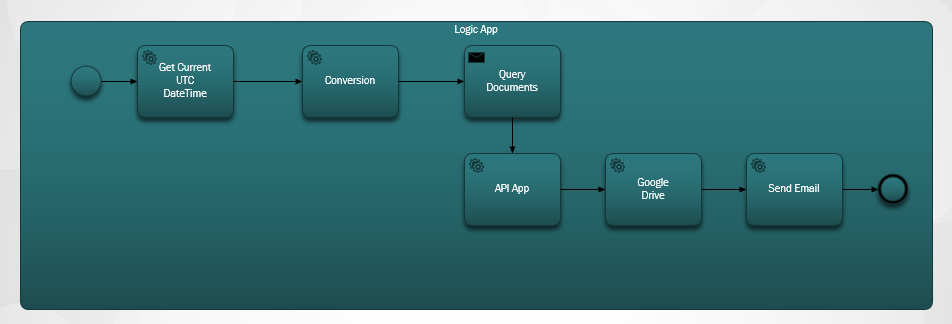 Logic App
Get Current
UTC
DateTime
Conversion
Query
Documents
API App
Google
Drive
Send Email